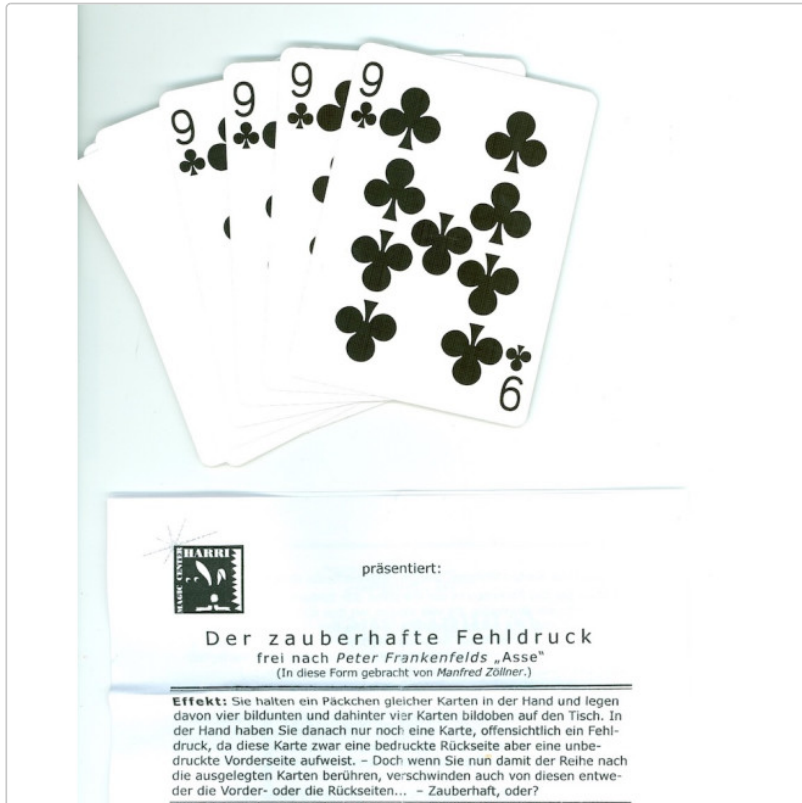 9
9
9
9
9
präsentiert:
MAGIC CENTER
HARRI
Der zauberhafte Fehldruck
frei nach Peter Frankenfelds „Asse“
(In diese Form gebracht von Manfred Zöllner.)
Effekt: Sie halten ein Päckchen gleicher Karten in der Hand und legen
davon vier bildunten und dahinter vier Karten bildoben auf den Tisch. In
der Hand haben Sie danach nur noch eine Karte, offensichtlich ein Fehl-
druck, da diese Karte zwar eine bedruckte Rückseite aber eine unbe-
druckte Vorderseite aufweist. – Doch wenn Sie nun damit der Reihe nach
die ausgelegten Karten berühren, verschwinden auch von diesen entwe-
der die Vorder- oder die Rückseiten... – Zauberhaft, oder?